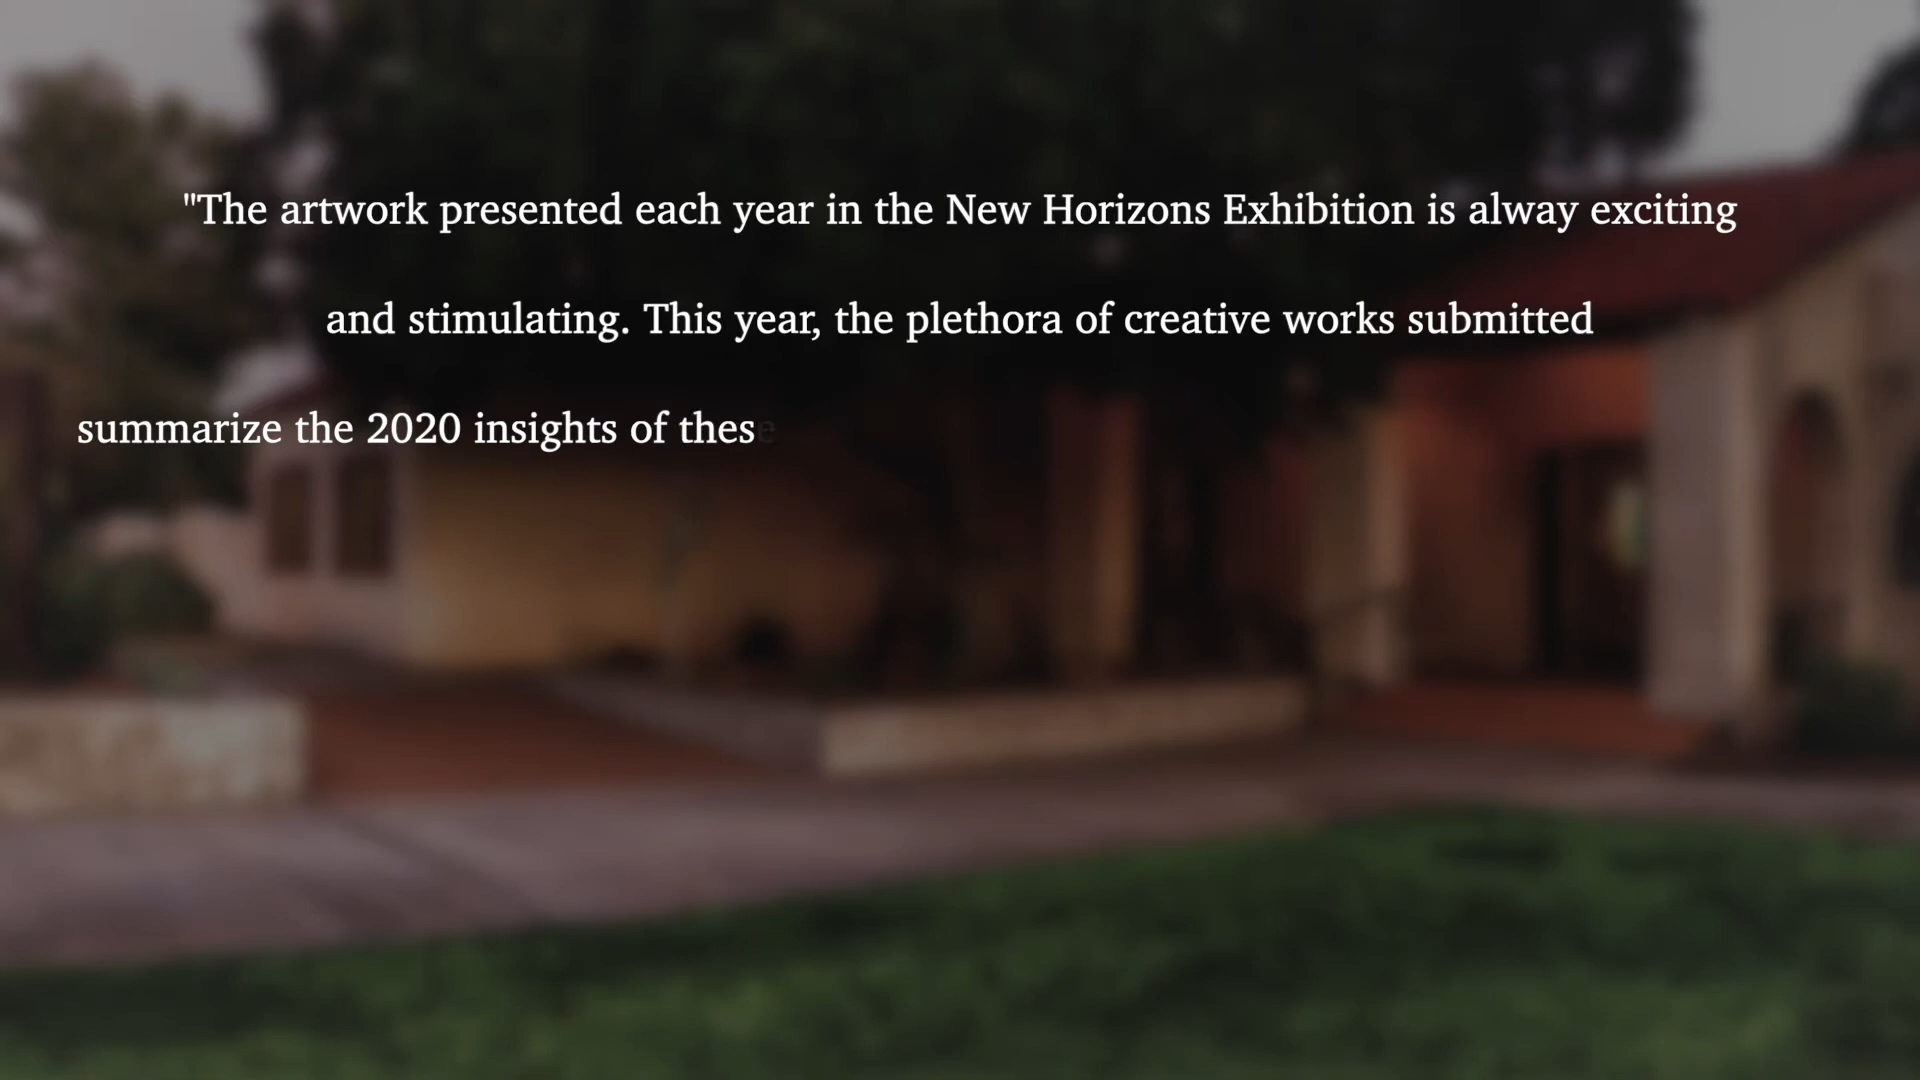 "The artwork presented each year in the New Horizons Exhibition is alway exciting
and stimulating. This year, the plethora of creative works submitted
summarize the 2020 insights of these